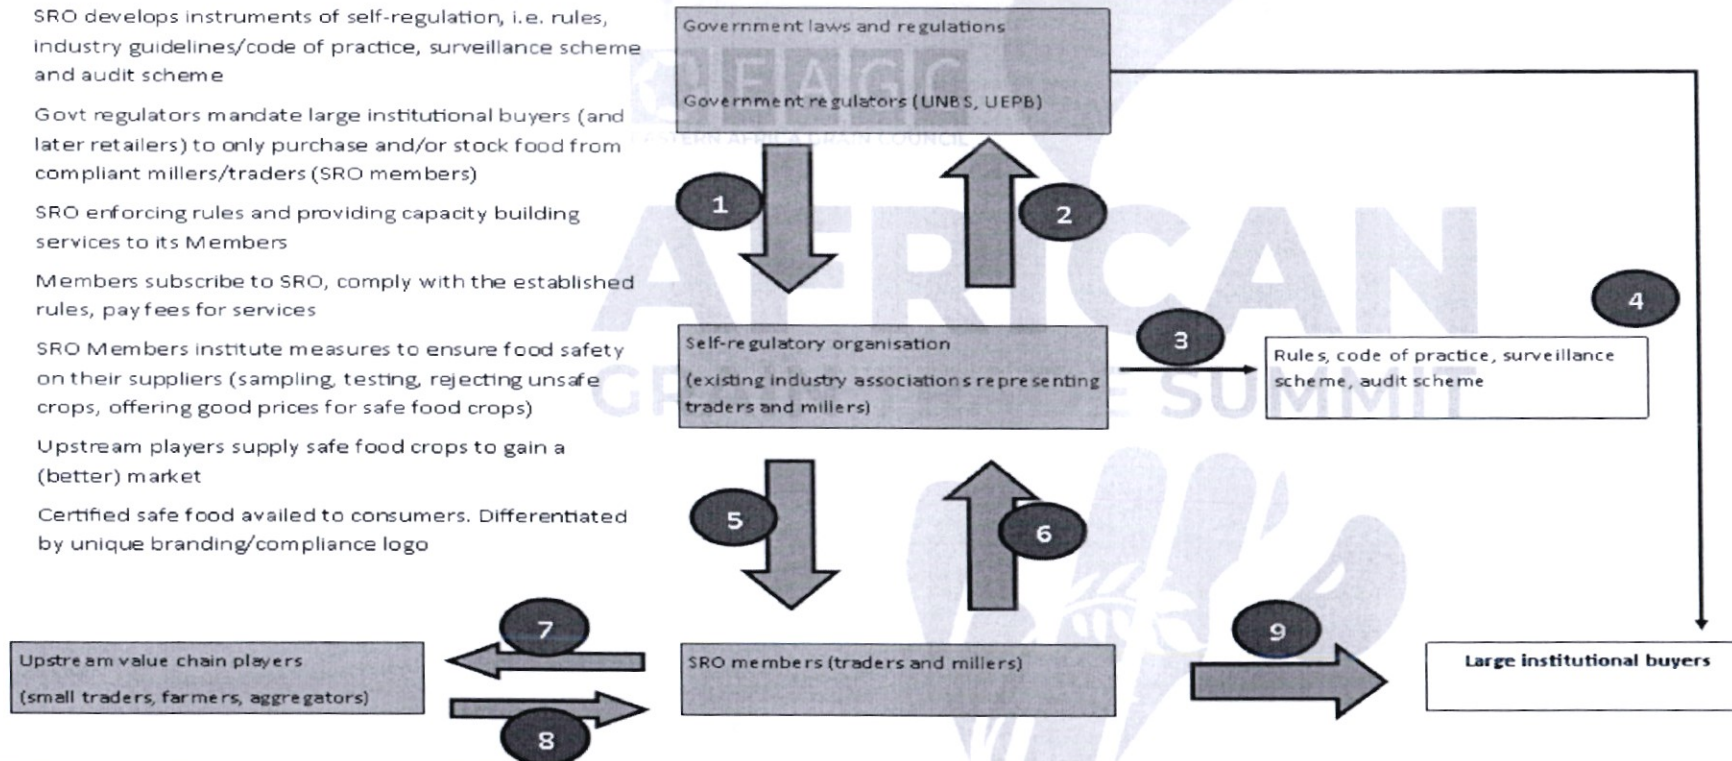 SRO develops instruments of self-regulation, i.e. rules,
industry guidelines/code of practice, surveillance scheme
and audit scheme
Govt regulators mandate large institutional buyers (and
later retailers) to only purchase and/or stock food from
compliant millers/traders (SRO members)
SRO enforcing rules and providing capacity building
services to its Members
Members subscribe to SRO, comply with the established
rules, pay fees for services
SRO Members institute measures to ensure food safety
on their suppliers (sampling, testing, rejecting unsafe
crops, offering good prices for safe food crops)
Upstream players supply safe food crops to gain a
(better) market
Certified safe food availed to consumers. Differentiated
by unique branding/compliance logo
Government laws and regulations
EAGC
Government regulators (UNBS, UEPB)
EASTERN AFRICA GRAIN COUNCIL
1
2
AFRICAN
4
3
Self-regulatory organisation
(existing industry associations representing
traders and millers)
Rules, code of practice, surveillance
scheme, audit scheme
SUMMIT
5
6
7
9
Upstream value chain players
(small traders, farmers, aggregators)
SRO members (traders and millers)
Large institutional buyers
8